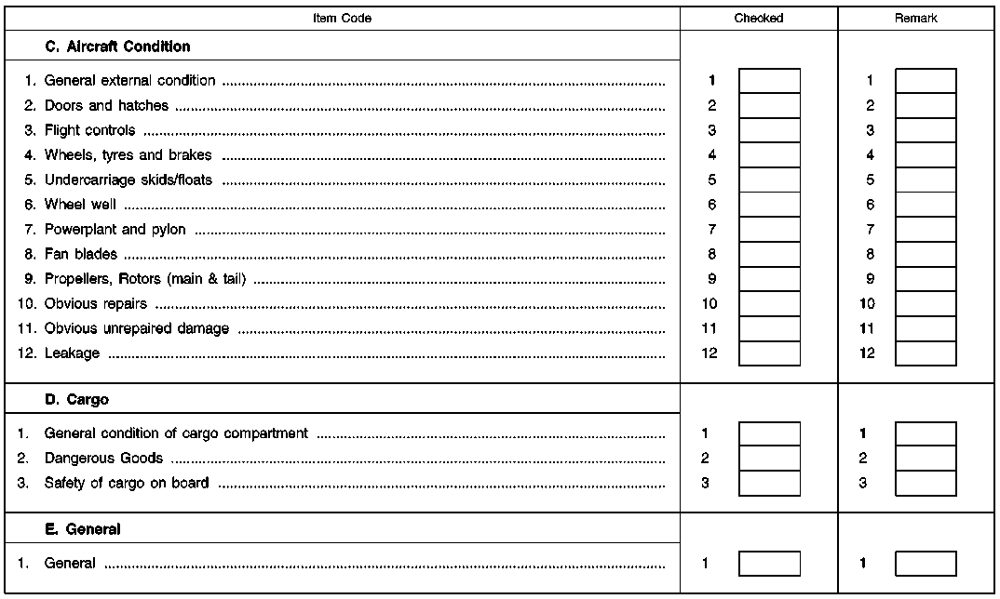 Item Code Checked Remark
C. Aircraft Condition
1. General external condition ........ 1 1
2. Doors and hatches ........ 2 2
3. Flight controls ........ 3 3
4. Wheels, tyres and brakes ........ 4 4
5. Undercarriage skids/floats ........ 5 5
6. Wheel well ........ 6 6
7. Powerplant and pylon ........ 7 7
8. Fan blades ........ 8 8
9. Propellers, Rotors (main & tail) ........ 9 9
10. Obvious repairs ........ 10 10
11. Obvious unrepaired damage ........ 11 11
12. Leakage ........ 12 12
D. Cargo
1. General condition of cargo compartment ........ 1 1
2. Dangerous Goods ........ 2 2
3. Safety of cargo on board ........ 3 3
E. General
1. General ........ 1 1